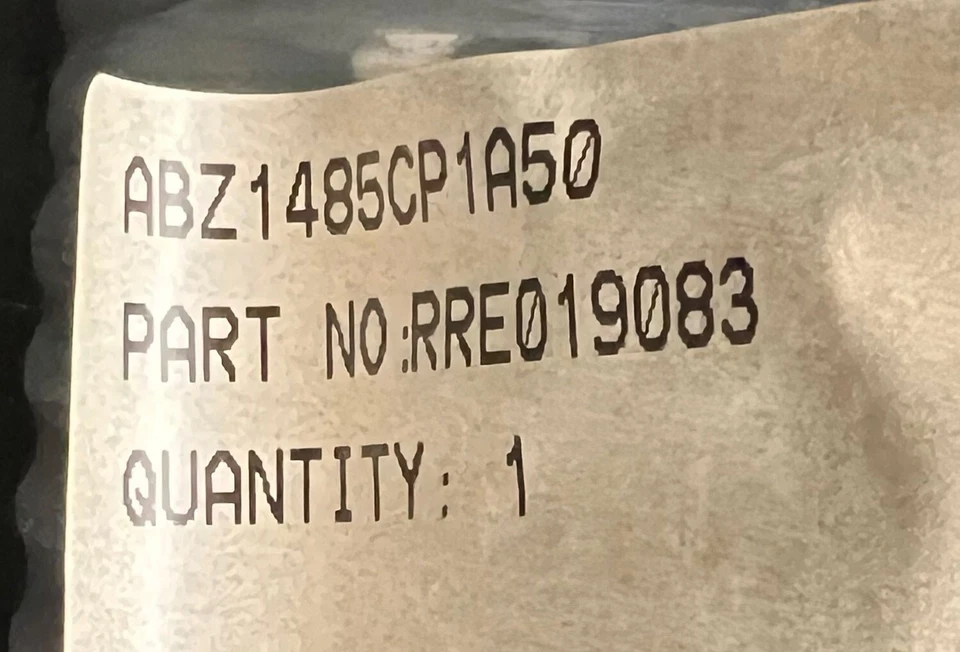 ABZ1485CP1A50
PART NO:RRE019083
QUANTITY: 1